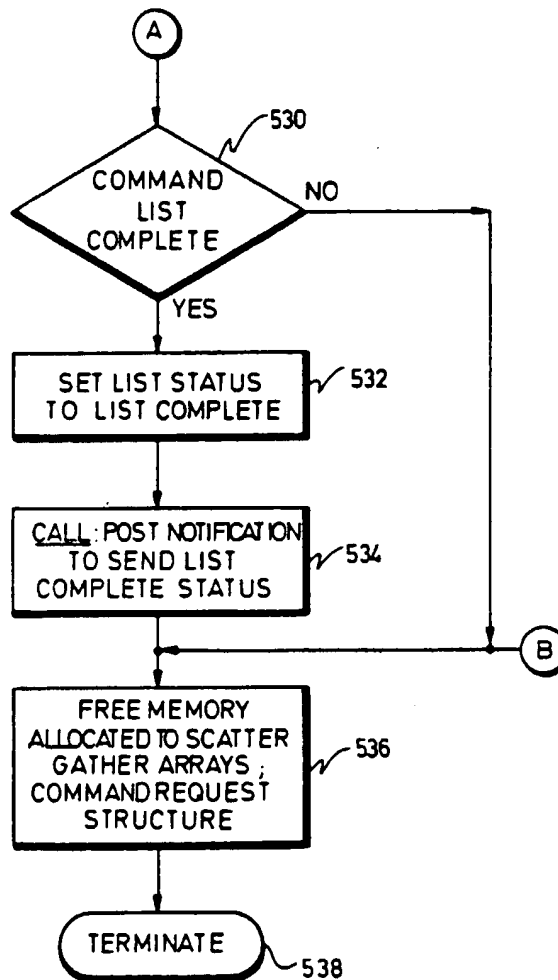 A
530
COMMAND
LIST
COMPLETE
NO
YES
SET LIST STATUS
TO LIST COMPLETE
532
CALL: POST NOTIFICATION
TO SEND LIST
COMPLETE STATUS
534
B
FREE MEMORY
ALLOCATED TO SCATTER
GATHER ARRAYS;
COMMAND REQUEST
STRUCTURE
536
TERMINATE
538